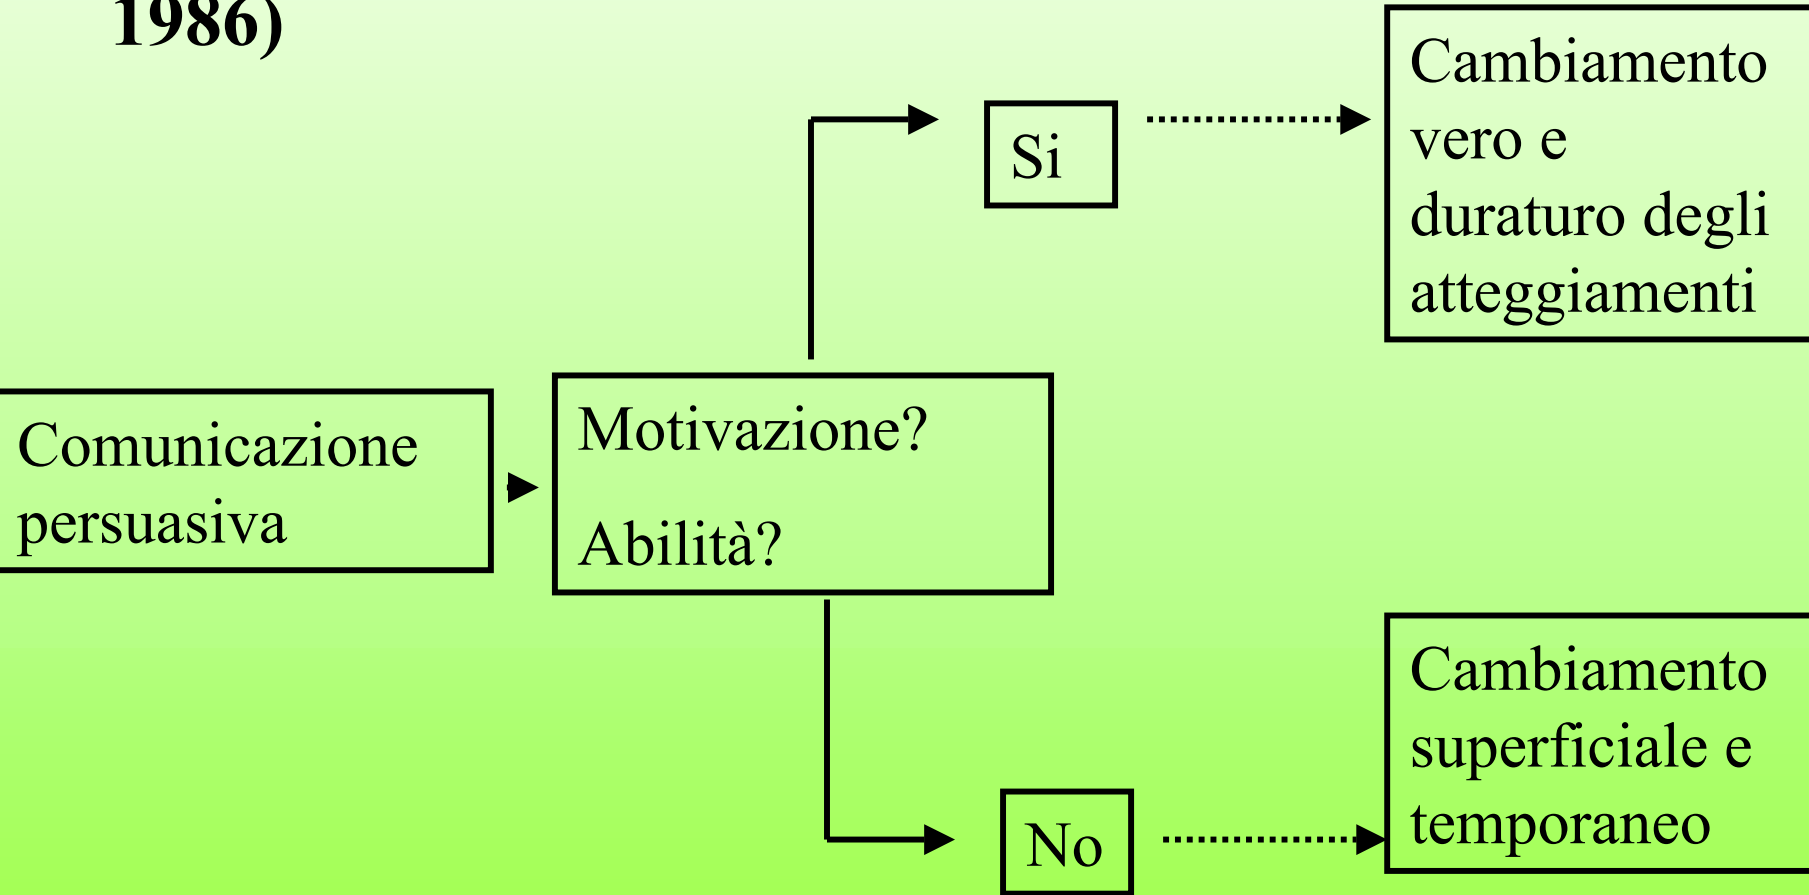 1986)
Si
Cambiamento
vero e
duraturo degli
atteggiamenti
Comunicazione
persuasiva
Motivazione?
Abilità?
Cambiamento
superficiale e
temporaneo
No